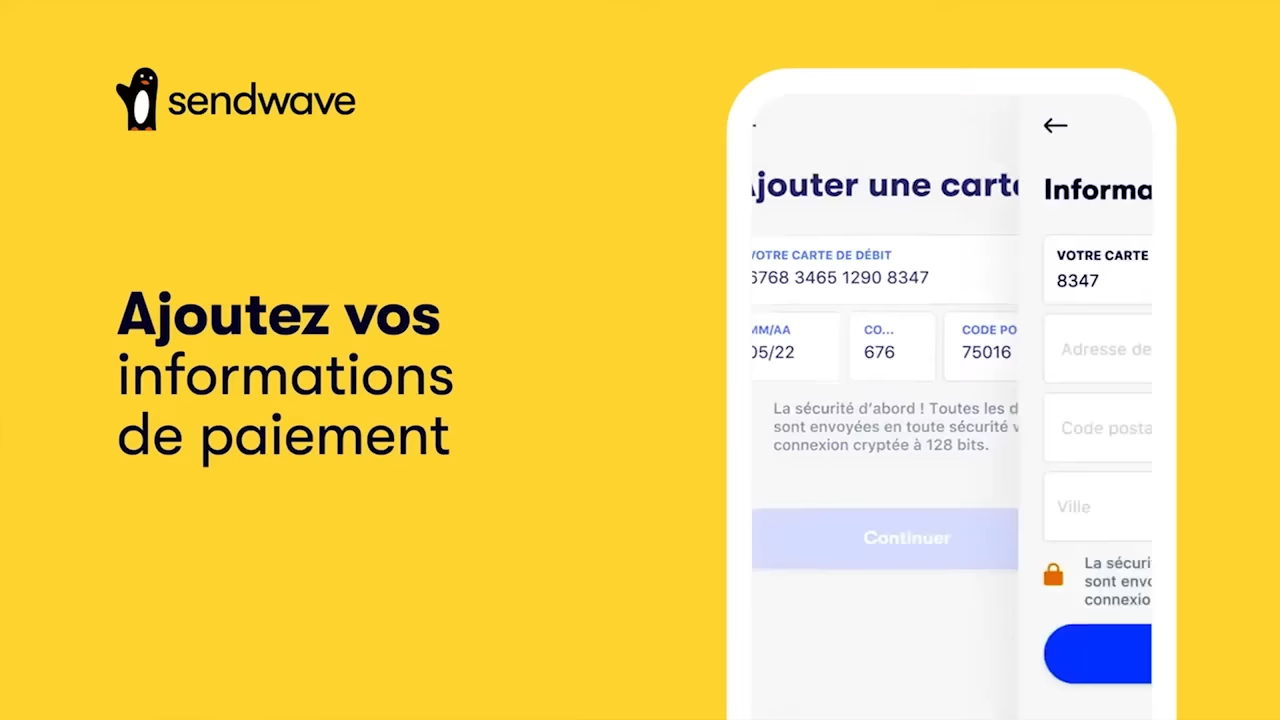 sendwave
Ajoutez vos
informations
de paiement
Ajouter une carte
VOTRE CARTE DE DÉBIT
6768 3465 1290 8347
MM/AA
05/22
CO...
676
CODE PO
75016
La sécurité d'abord ! Toutes les d
sont envoyées en toute sécurité v
connexion cryptée à 128 bits.
Continuer
Informa
VOTRE CARTE
8347
Adresse de
Code posta
Ville
La sécuri
sont envo
connexio